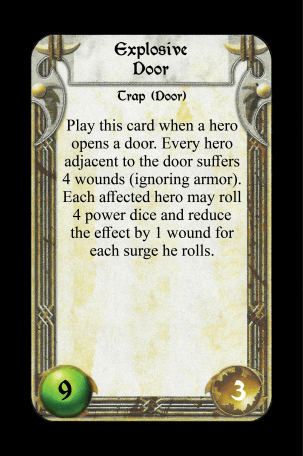 Explosive
Door
Trap (Door)
Play this card when a hero
opens a door. Every hero
adjacent to the door suffers
4 wounds (ignoring armor).
Each affected hero may roll
4 power dice and reduce
the effect by 1 wound for
each surge he rolls.
9
3